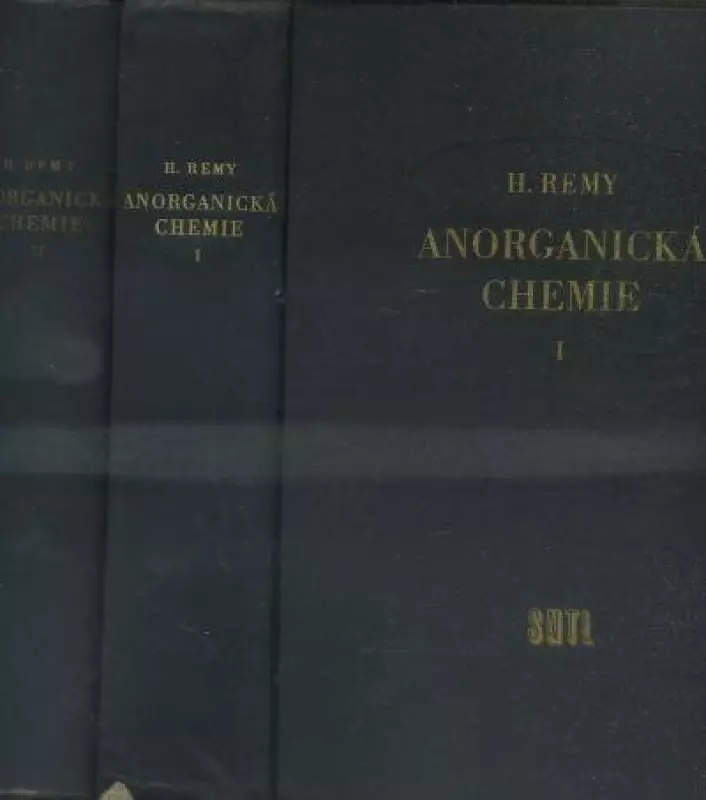 H. REMY
ORGANICK
CHEMIE
II
H. REMY
ANORGANICKÁ
CHEMIE
I
H. REMY
ANORGANICKÁ
CHEMIE
I
SNTL